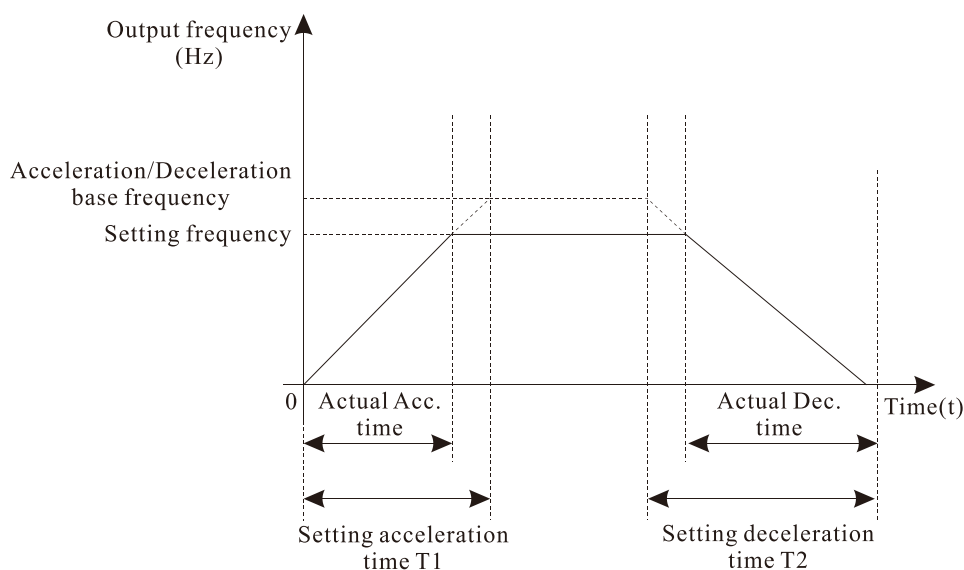 Output frequency
(Hz)
Acceleration/Deceleration
base frequency
Setting frequency
0
Actual Acc.
time
Actual Dec.
time
Time(t)
Setting acceleration
time T1
Setting deceleration
time T2